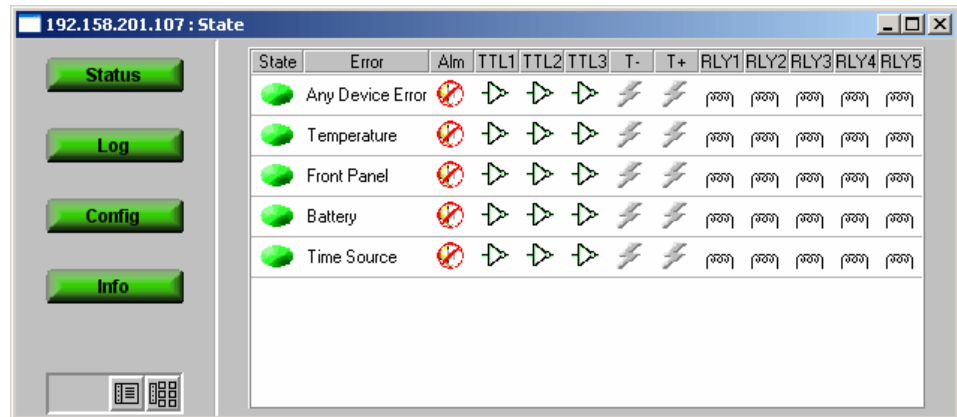 192.158.201.107 : State
Status
Log
Config
Info
State Error Alm TTL1 TTL2 TTL3 T- T+ RLY1 RLY2 RLY3 RLY4 RLY5
Any Device Error
Temperature
Front Panel
Battery
Time Source